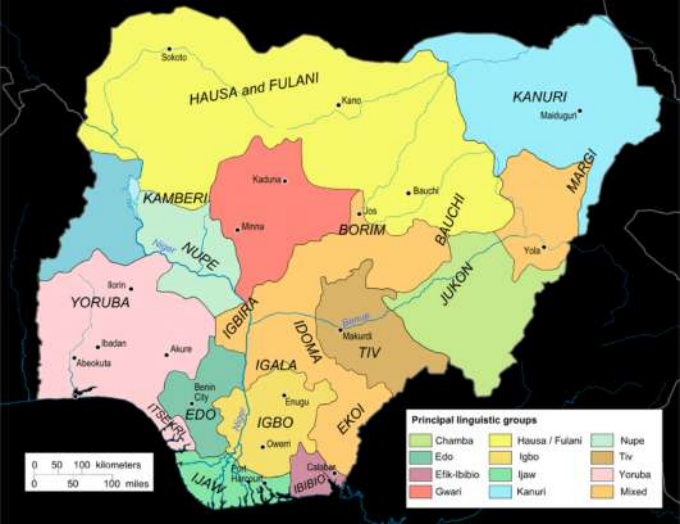 Sokoto
HAUSA and FULANI
Kano
KANURI
Maiduguri
MARGI
Kaduna
Bauchi
KAMBERI
Jos
BAUCHI
BORIM
Minna
Niger
NUPE
Yola
JUKON
Ilorin
YORUBA
IGBIRA
Benue
Makurdi
IDOMA
TIV
Ibadan
Akure
Abeokuta
IGALA
Benin
City
EDO
Enugu
Niger
IGBO
EKOI
ITSEKRI
Owerri
Port
Harcourt
Calabar
IJAW
IBIBIO
Principal linguistic groups
Chamba
Hausa / Fulani
Nupe
Edo
Igbo
Tiv
Efik-Ibibio
Ijaw
Yoruba
Gwari
Kanuri
Mixed
0 50 100 kilometers
0 50 100 miles